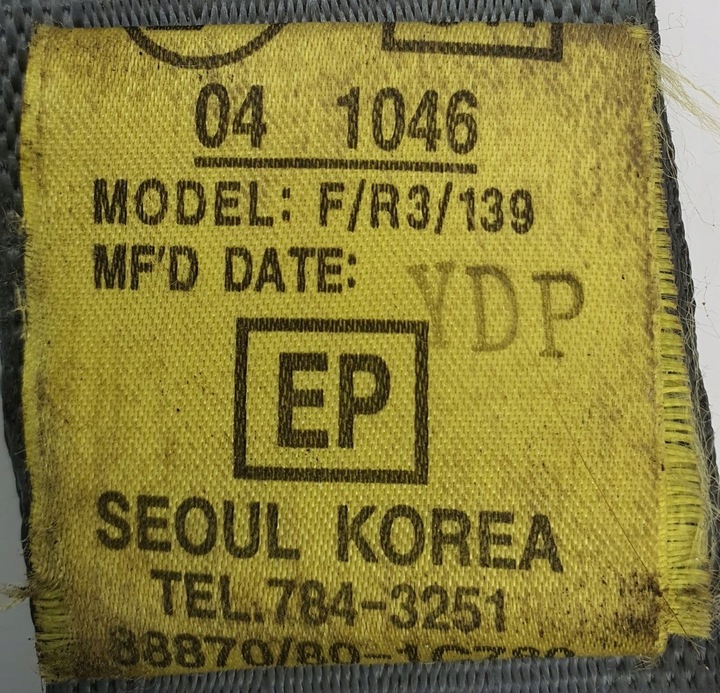 04 1046
MODEL: F/R3/139
MF'D DATE: YDP
EP
SEOUL KOREA
TEL.784-3251